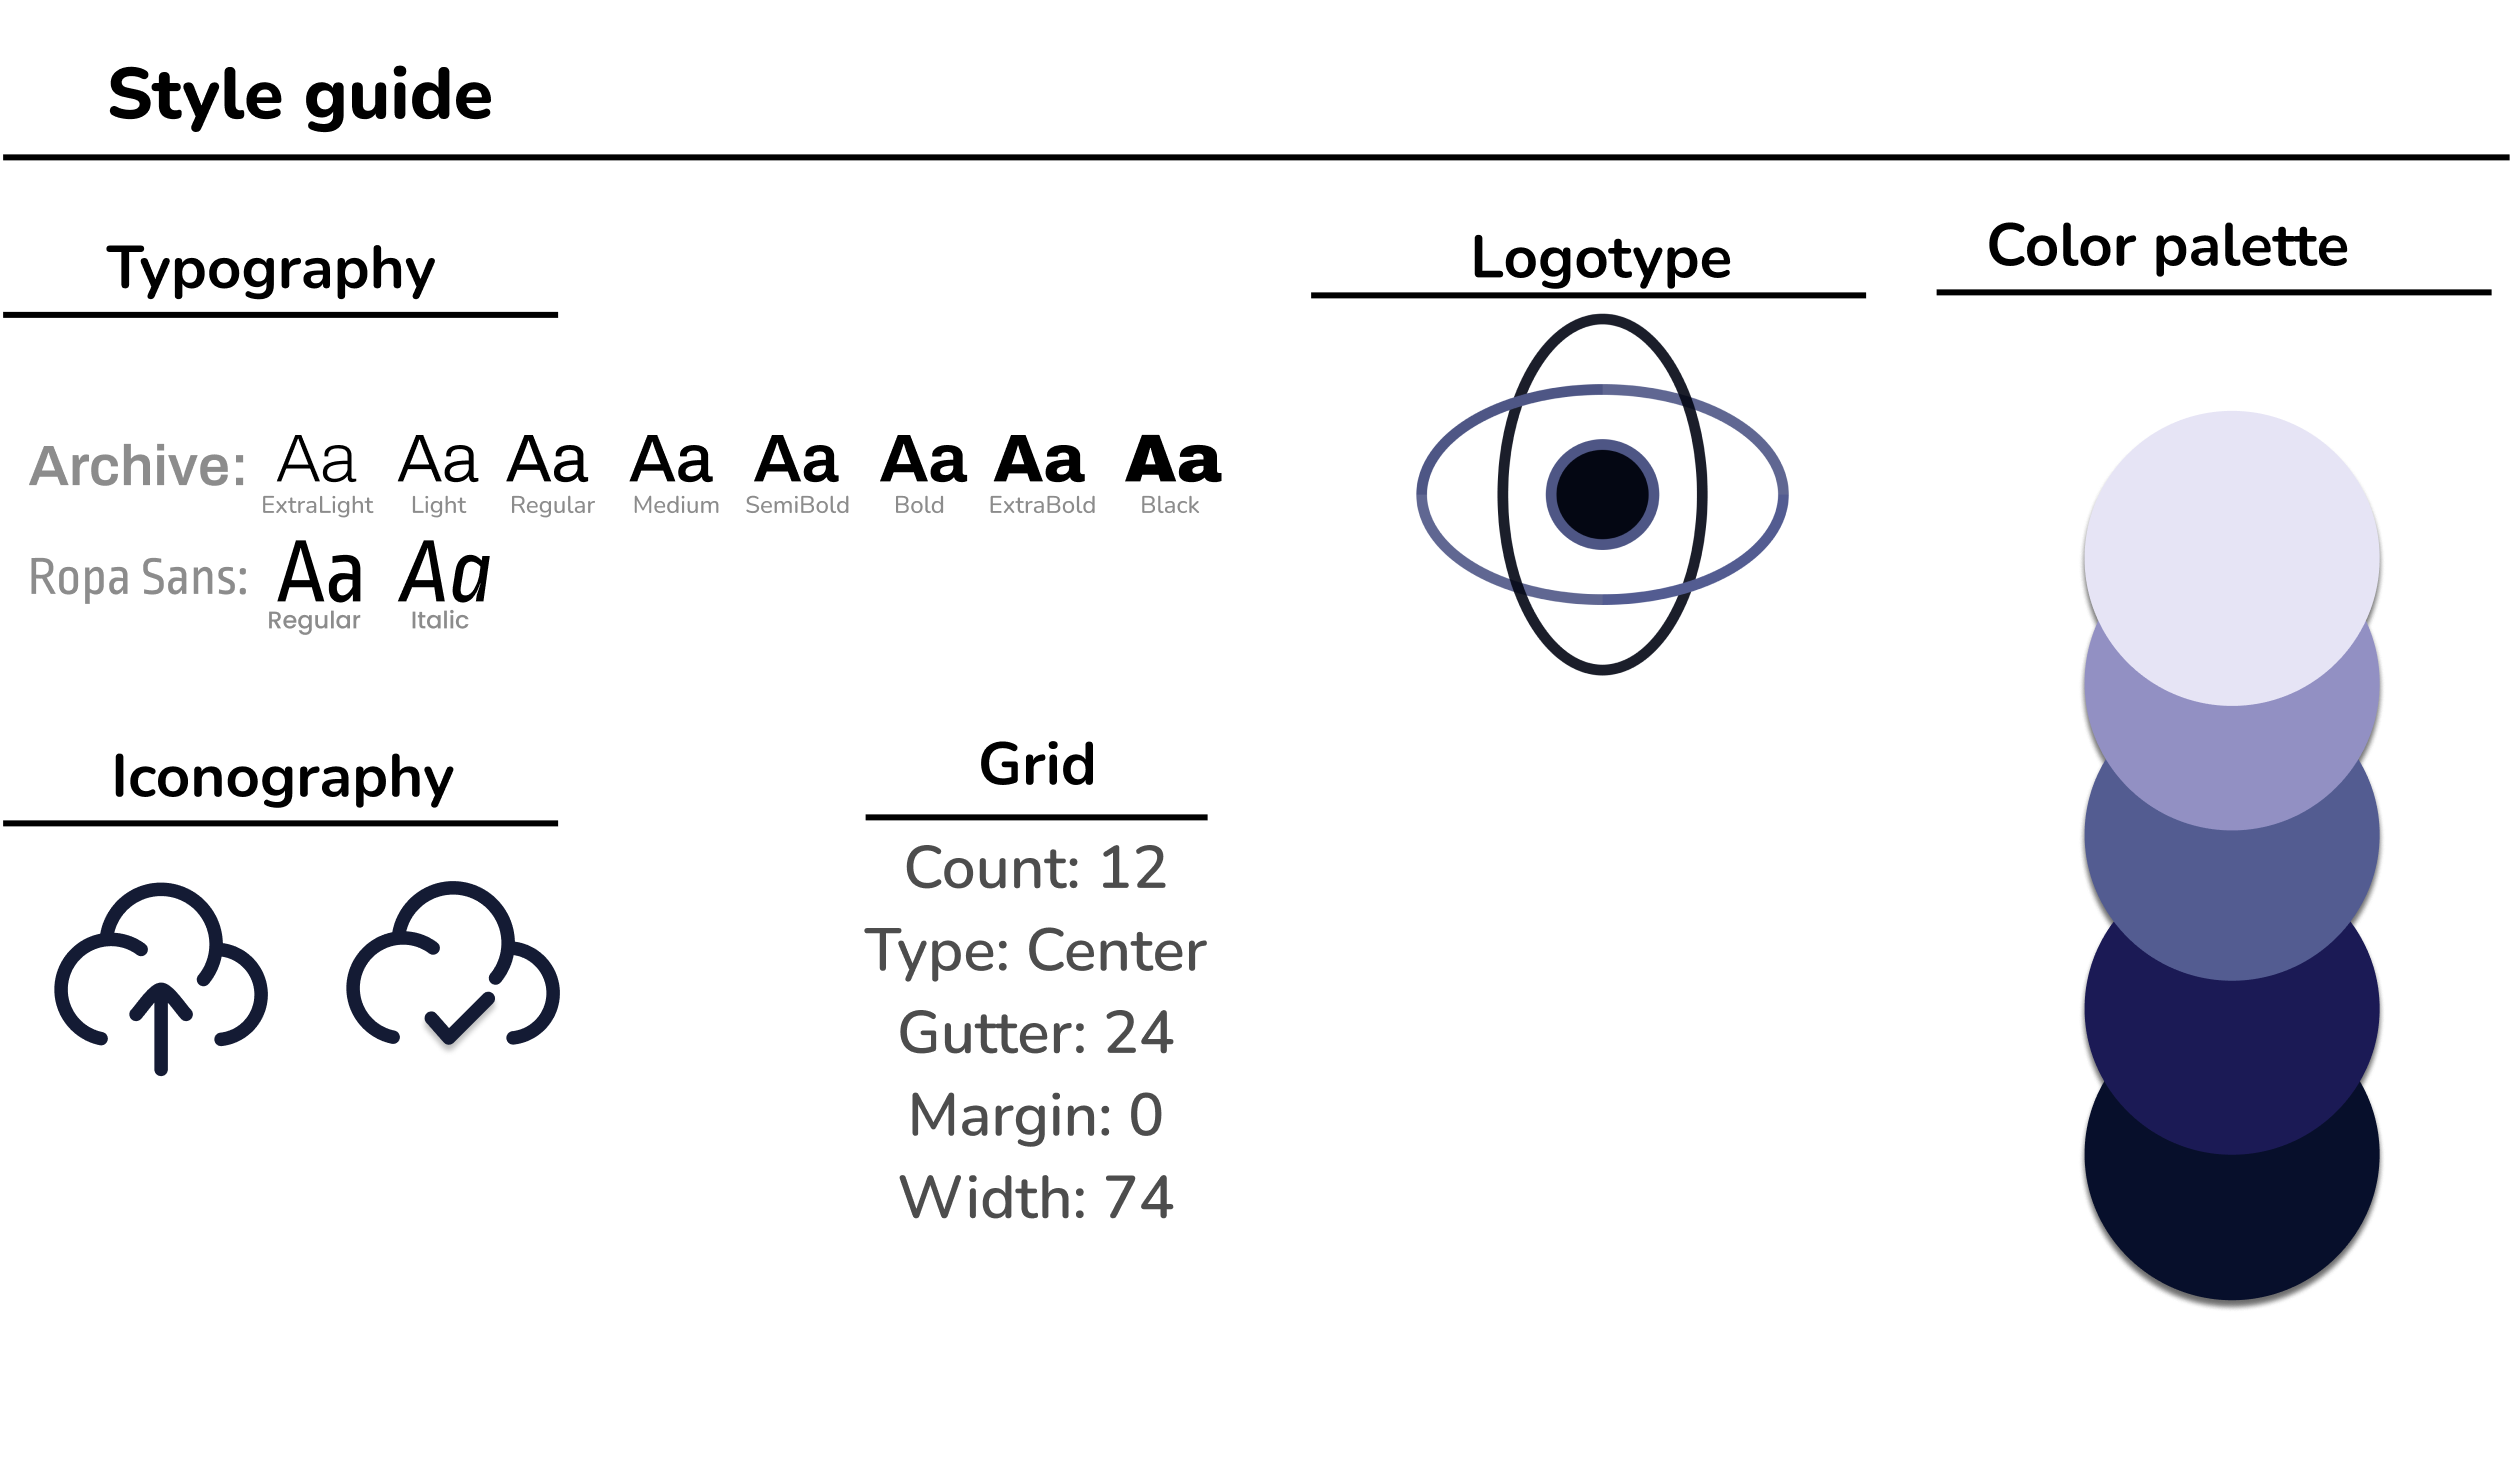 Style guide
Typography
Archive: Aa Aa Aa Aa Aa Aa Aa Aa
ExtraLight Light Regular Medium SemiBold Bold ExtraBold Black
Ropa Sans: Aa Aa
Regular Italic
Logotype
Color palette
Iconography
Grid
Count: 12
Type: Center
Gutter: 24
Margin: 0
Width: 74